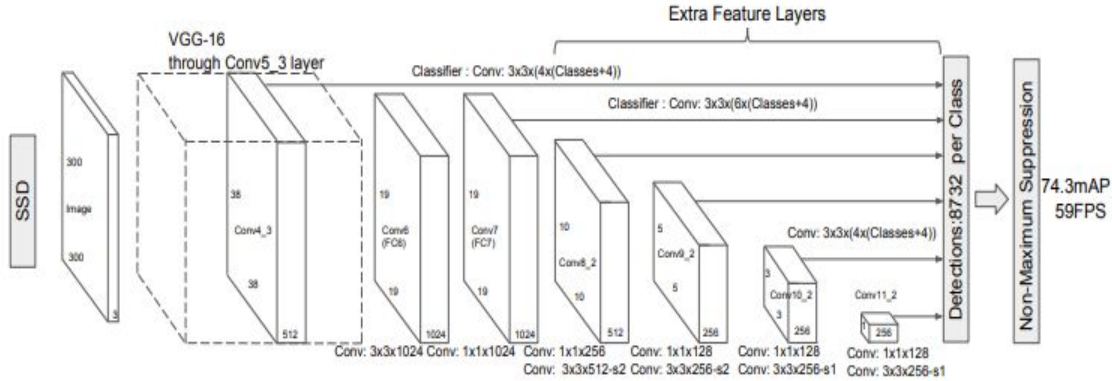 Extra Feature Layers
VGG-16
through Conv5_3 layer
Classifier : Conv: 3x3x(4x(Classes+4))
Classifier : Conv: 3x3x(6x(Classes+4))
SSD
300
Image
300
3
38
Conv4_3
38
512
19
Conv6
(FC6)
19
1024
19
Conv7
(FC7)
19
1024
10
Conv8_2
10
512
5
Conv9_2
5
256
Conv: 3x3x(4x(Classes+4))
3
Conv10_2
3
256
Conv11_2
1
256
Detections:8732 per Class
Non-Maximum Suppression
74.3mAP
59FPS
Conv: 3x3x1024
Conv: 1x1x1024
Conv: 1x1x256
Conv: 3x3x512-s2
Conv: 1x1x128
Conv: 3x3x256-s2
Conv: 1x1x128
Conv: 3x3x256-s1
Conv: 1x1x128
Conv: 3x3x256-s1